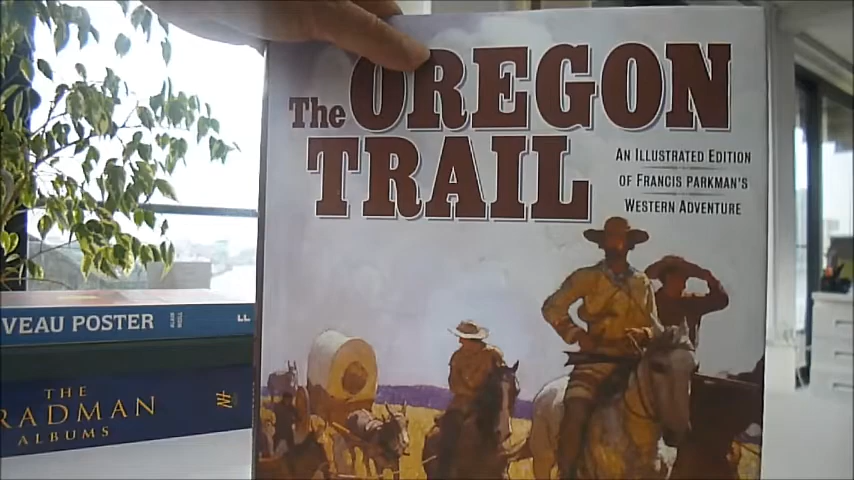 The OREGON
TRAIL
AN ILLUSTRATED EDITION
OF FRANCIS PARKMAN'S
WESTERN ADVENTURE
VEAU POSTER
THE
RADMAN
ALBUMS